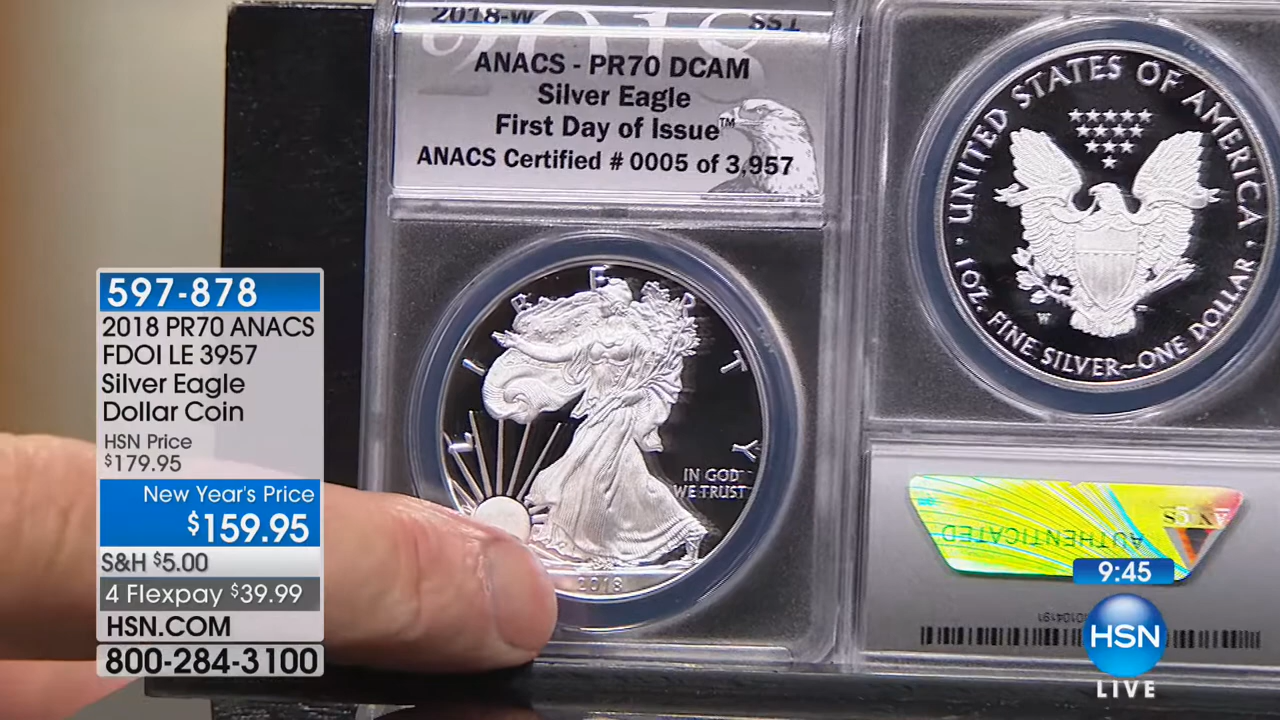 2018-W S$1
ANACS - PR70 DCAM
Silver Eagle
First Day of Issue™
ANACS Certified # 0005 of 3,957
LIBERTY
IN GOD
WE TRUST
2018
UNITED STATES OF AMERICA
1 OZ. FINE SILVER~ONE DOLLAR
W
AUTHENTICATED
ANACS
597-878
2018 PR70 ANACS
FDOI LE 3957
Silver Eagle
Dollar Coin
HSN Price
$179.95
New Year's Price
$159.95
S&H $5.00
4 Flexpay $39.99
HSN.COM
800-284-3100
9:45
HSN
LIVE